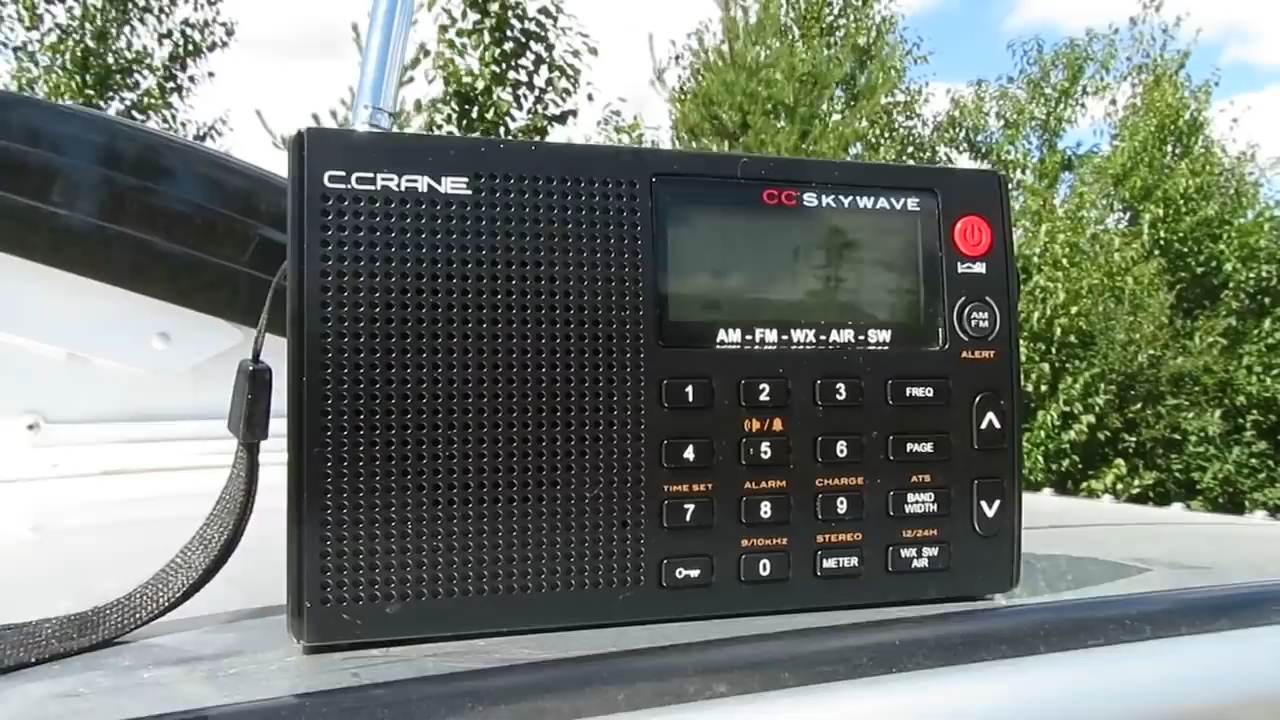 C.CRANE
CC SKYWAVE
AM - FM - WX - AIR - SW
AM
FM
ALERT
1 2 3 FREQ
4 5 6 PAGE
TIME SET ALARM CHARGE ATS
7 8 9 BAND
WIDTH
9/10KHZ STEREO 12/24H
0 METER WX SW
AIR